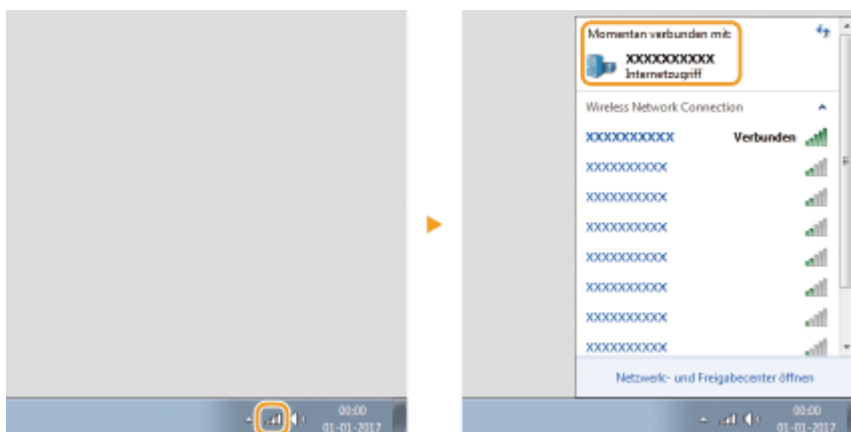 00:00
01-01-2017
Momentan verbunden mit:
XXXXXXXXXX
Internetzugriff
Wireless Network Connection
XXXXXXXXXX Verbunden
XXXXXXXXXX
XXXXXXXXXX
XXXXXXXXXX
XXXXXXXXXX
XXXXXXXXXX
XXXXXXXXXX
XXXXXXXXXX
Netzwerk- und Freigabecenter öffnen
00:00
01-01-2017